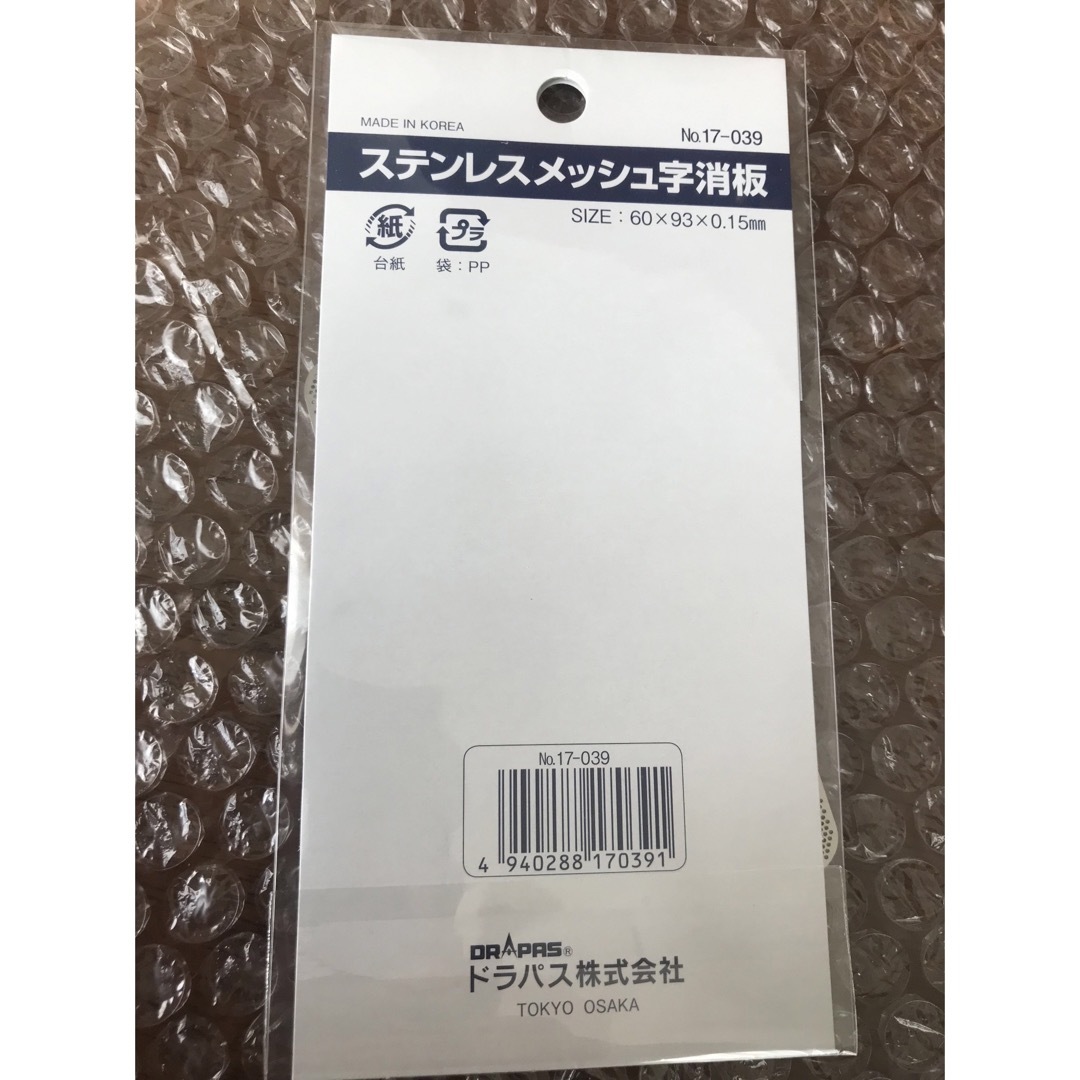 MADE IN KOREA
No.17-039
ステンレスメッシュ字消板
SIZE：60×93×0.15mm
紙
プラ
台紙
袋：PP
No.17-039
4 940288 170391
DRAPAS®
ドラパス株式会社
TOKYO OSAKA